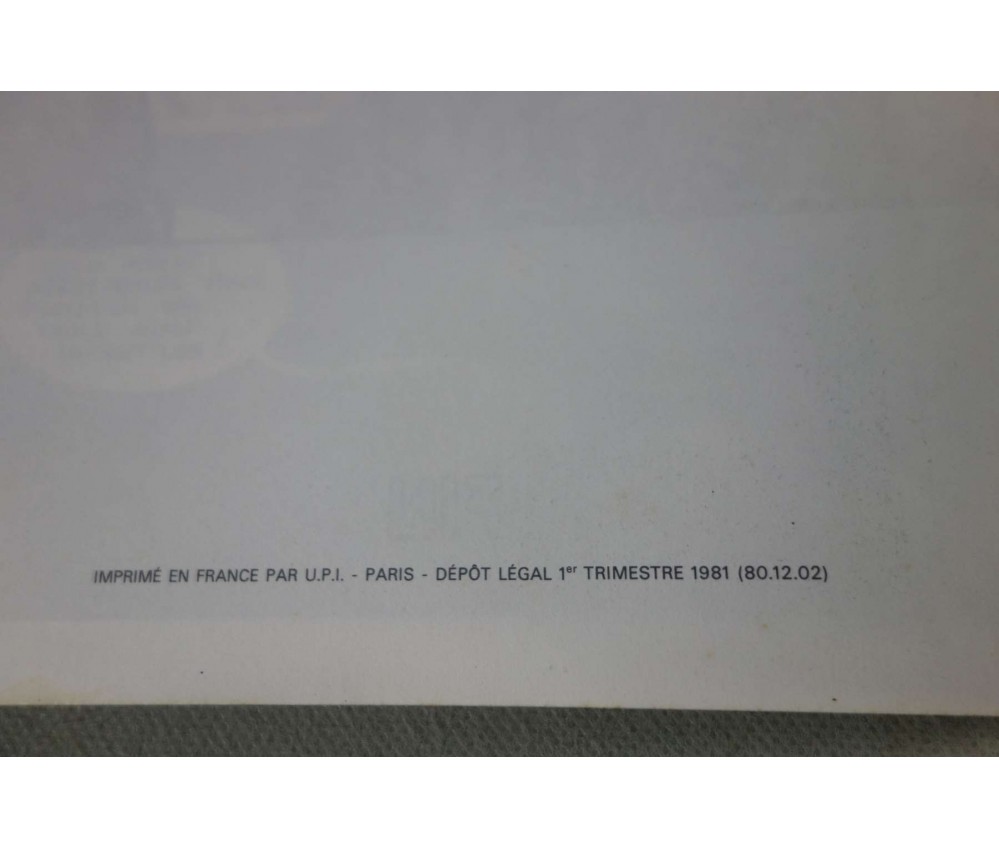 IMPRIMÉ EN FRANCE PAR U.P.I. - PARIS - DÉPÔT LÉGAL 1er TRIMESTRE 1981 (80.12.02)